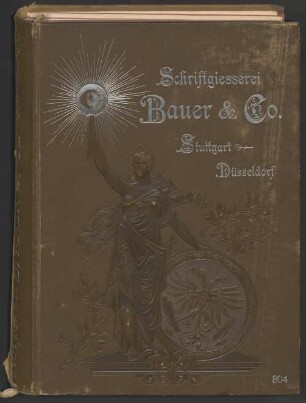 Schriftgiesserei
Bauer & Co.
Stuttgart
Düsseldorf
804